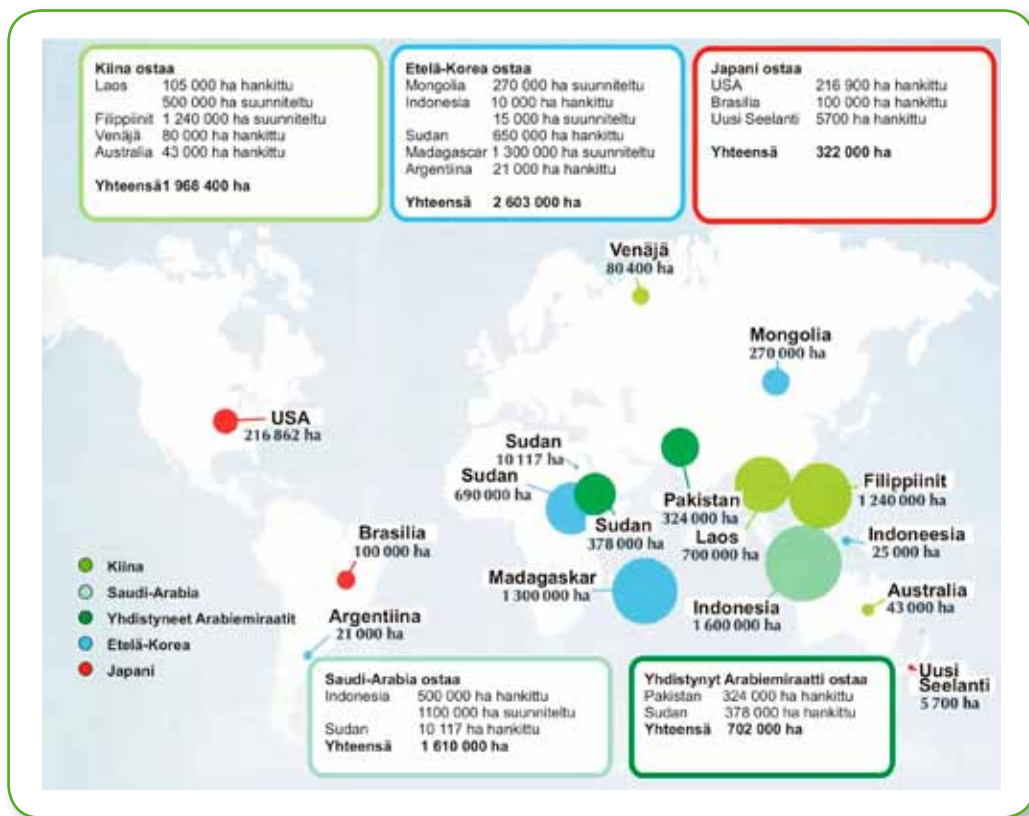 Kiina ostaa
Laos 105 000 ha hankittu
500 000 ha suunniteltu
Filippiinit 1 240 000 ha suunniteltu
Venäjä 80 000 ha hankittu
Australia 43 000 ha hankittu
Yhteensä1 968 400 ha
Etelä-Korea ostaa
Mongolia 270 000 ha suunniteltu
Indonesia 10 000 ha hankittu
15 000 ha suunniteltu
Sudan 650 000 ha hankittu
Madagascar 1 300 000 ha suunniteltu
Argentiina 21 000 ha hankittu
Yhteensä 2 603 000 ha
Japani ostaa
USA 216 900 ha hankittu
Brasilia 100 000 ha hankittu
Uusi Seelanti 5700 ha hankittu
Yhteensä 322 000 ha
Venäjä
80 400 ha
Mongolia
270 000 ha
USA
216 862 ha
Sudan
10 117 ha
Sudan
690 000 ha
Sudan
378 000 ha
Pakistan
324 000 ha
Laos
700 000 ha
Filippiinit
1 240 000 ha
Indoneesia
25 000 ha
Brasilia
100 000 ha
Madagaskar
1 300 000 ha
Indonesia
1 600 000 ha
Australia
43 000 ha
Argentiina
21 000 ha
Uusi
Seelanti
5 700 ha
Kiina
Saudi-Arabia
Yhdistyneet Arabiemiraatit
Etelä-Korea
Japani
Saudi-Arabia ostaa
Indonesia 500 000 ha hankittu
1100 000 ha suunniteltu
Sudan 10 117 ha hankittu
Yhteensä 1 610 000 ha
Yhdistynyt Arabiemiraatti ostaa
Pakistan 324 000 ha hankittu
Sudan 378 000 ha hankittu
Yhteensä 702 000 ha